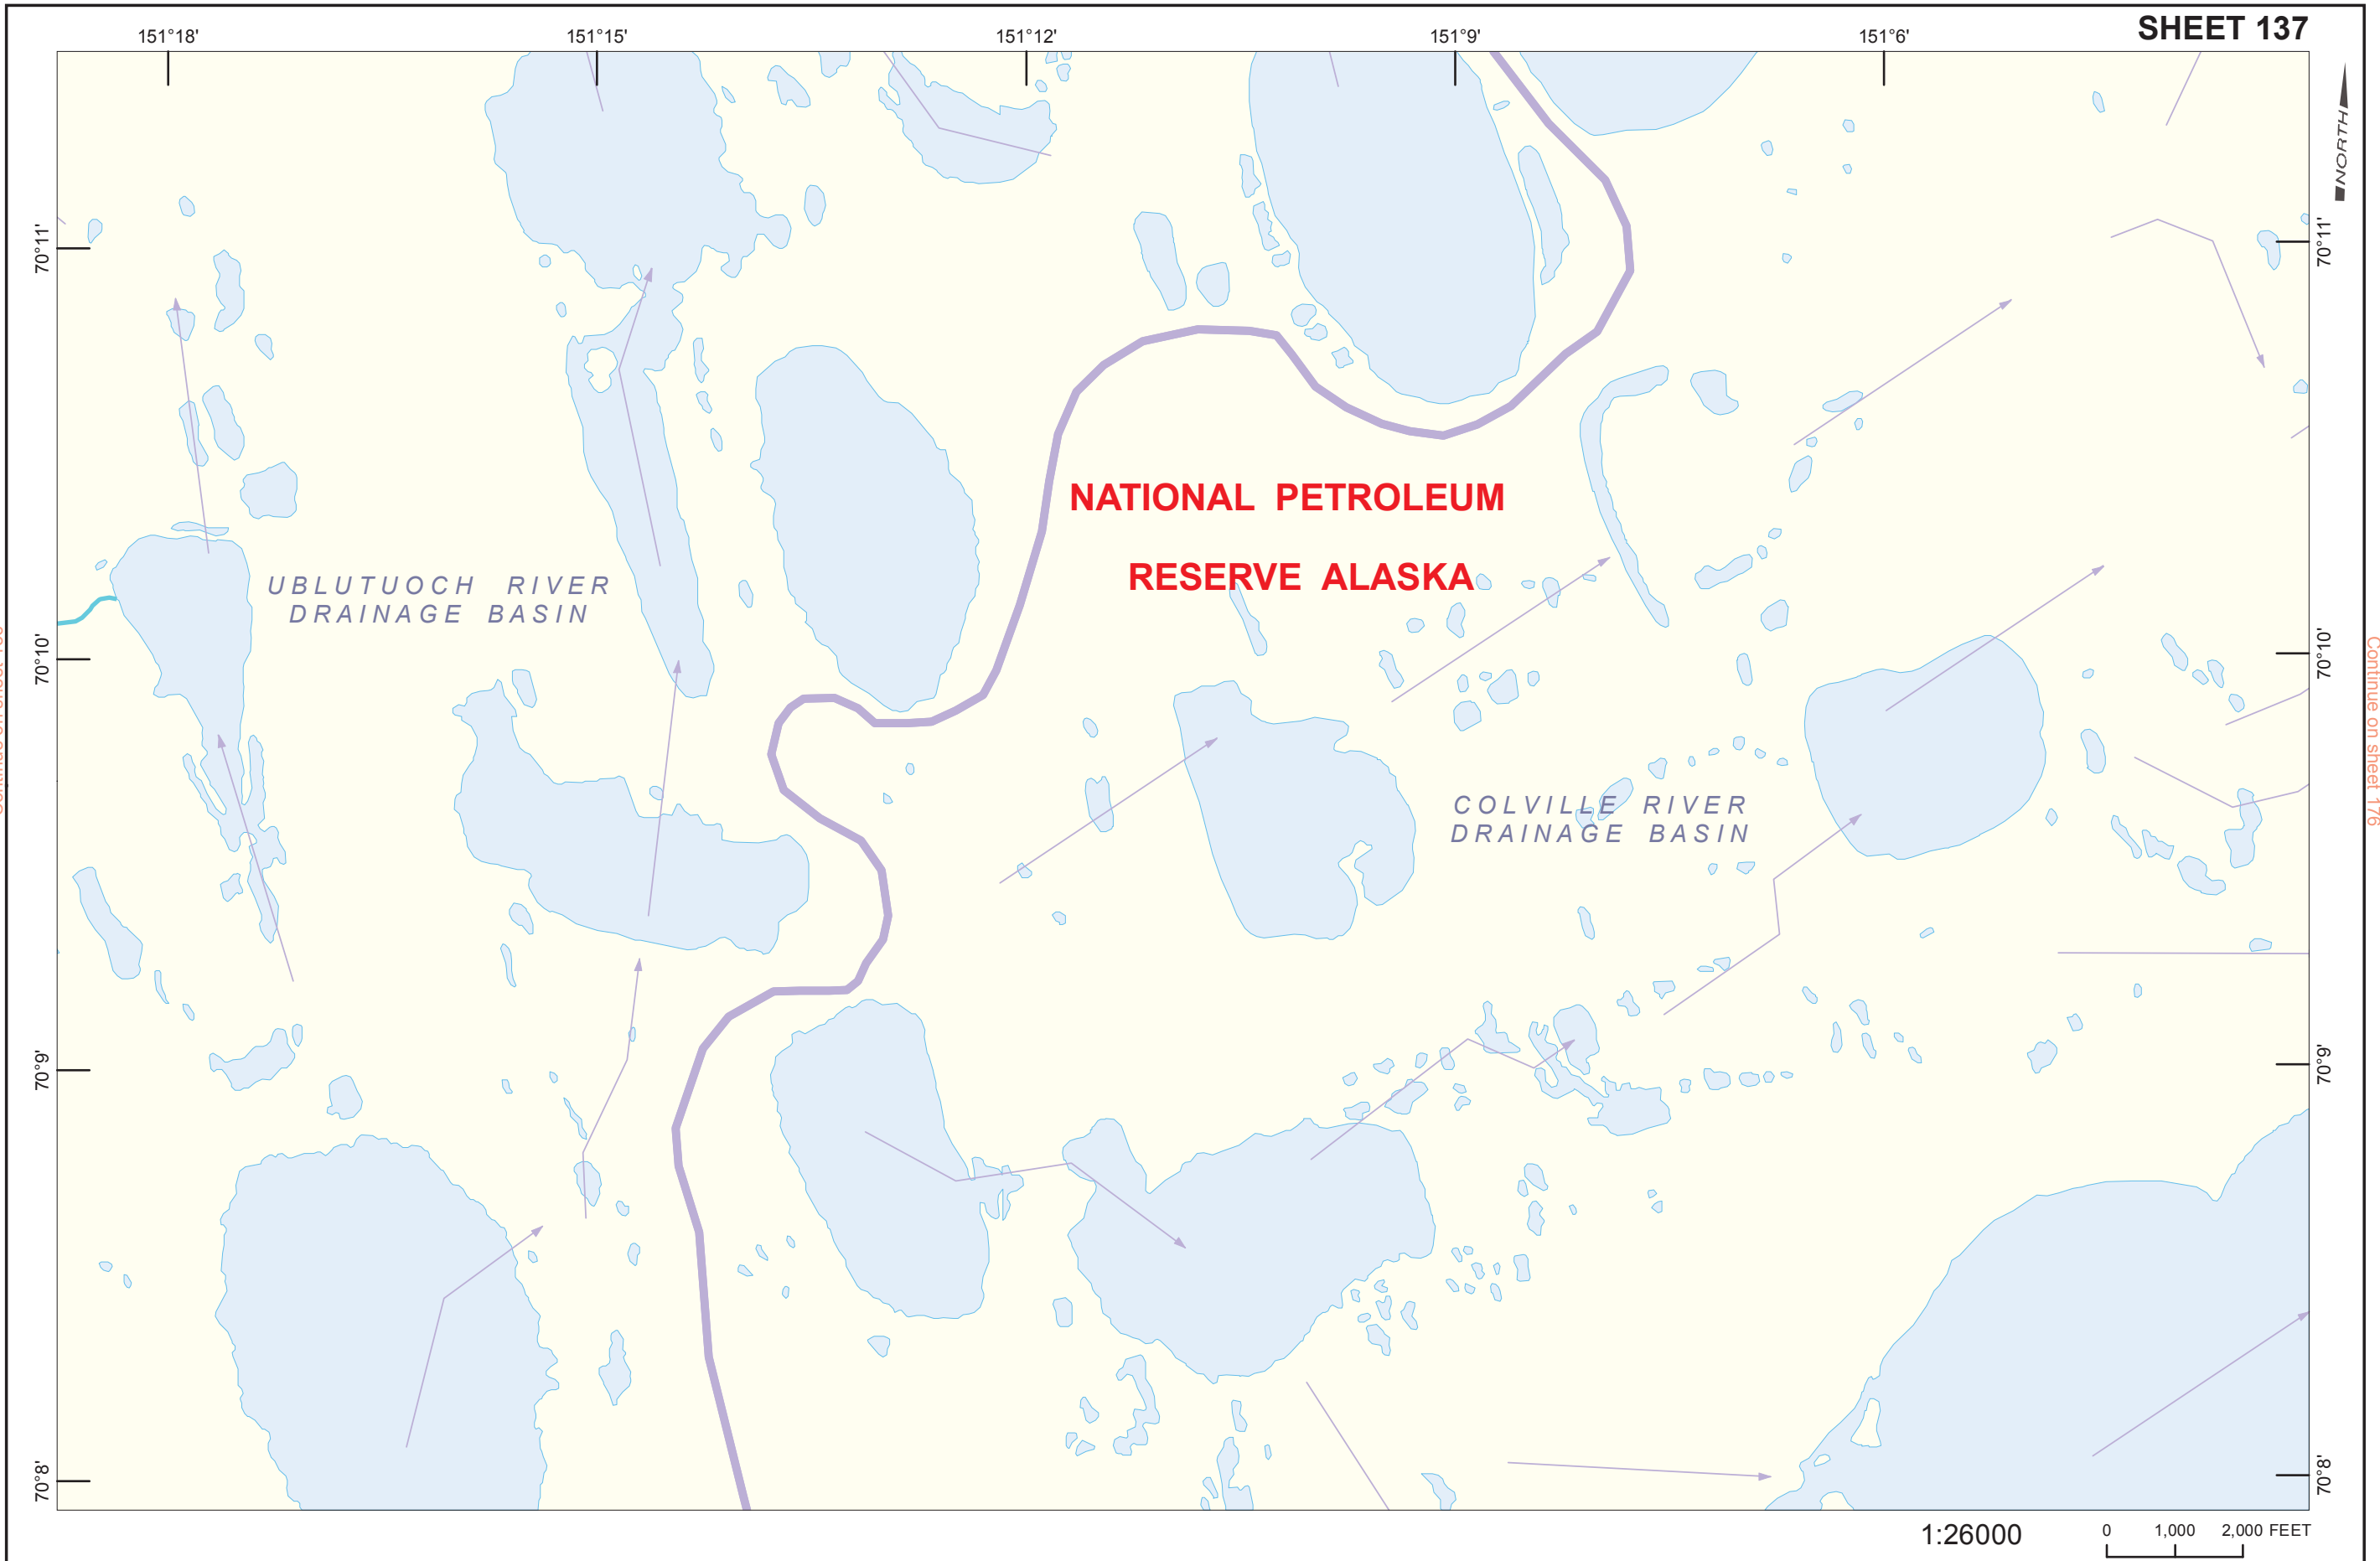 SHEET 137
151°18'
151°15'
151°12'
151°9'
151°6'
NORTH
70°11'
70°11'
NATIONAL PETROLEUM
RESERVE ALASKA
UBLUTUOCH RIVER
DRAINAGE BASIN
70°10'
70°10'
Continue on sheet 176
COLVILLE RIVER
DRAINAGE BASIN
70°9'
70°9'
70°8'
70°8'
1:26000
0 1,000 2,000 FEET